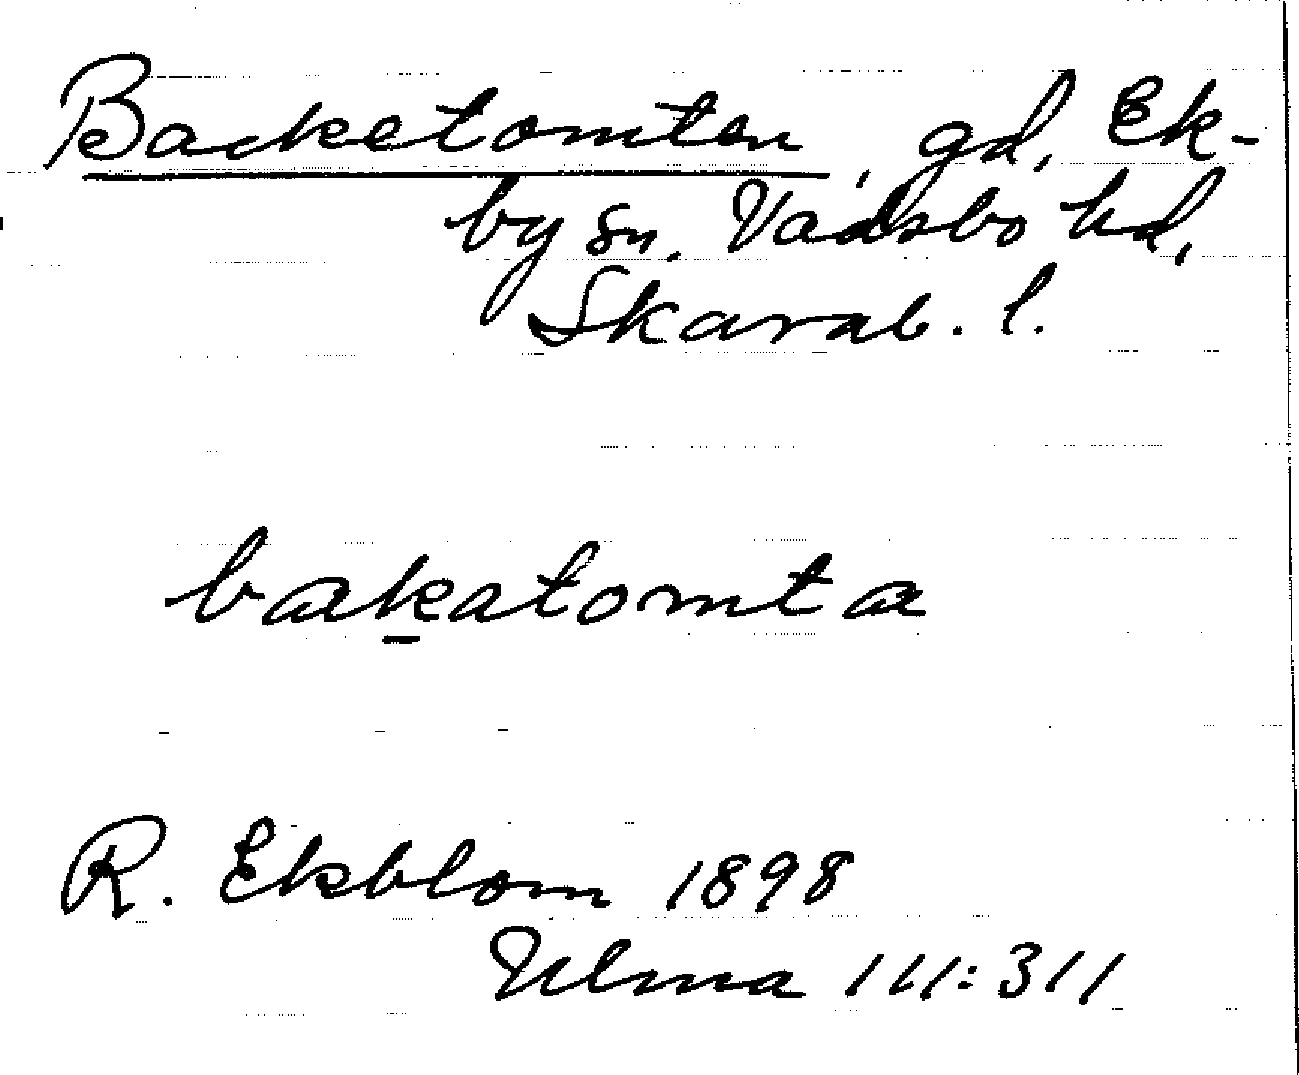 Backetomten, gd, Ek-
by sn. Vadsbo hd,
Skarab. l.
bakatomta
R. Ekblom 1898
Ulma 111:311